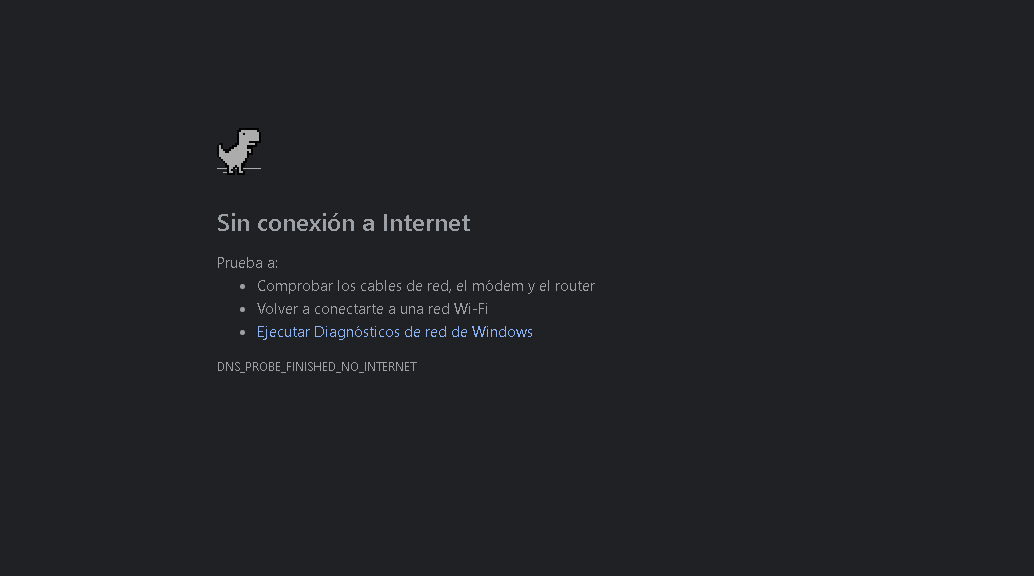 Sin conexión a Internet
Prueba a:
Comprobar los cables de red, el módem y el router
Volver a conectarte a una red Wi-Fi
Ejecutar Diagnósticos de red de Windows
DNS_PROBE_FINISHED_NO_INTERNET